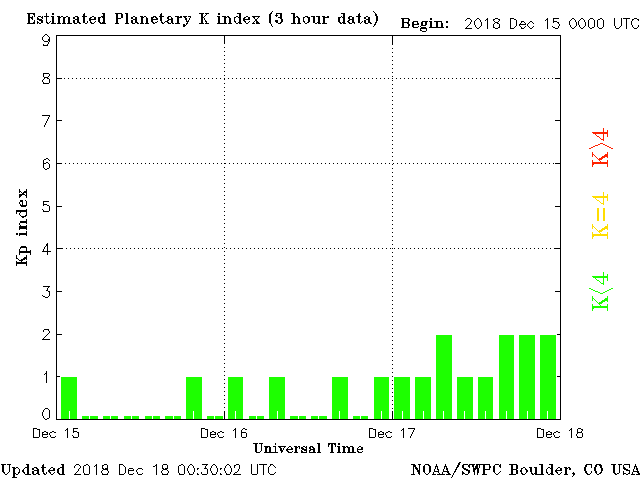 Estimated Planetary K index (3 hour data) Begin: 2018 Dec 15 0000 UTC
9
8
7
6
5
4
3
2
1
0
Kp index
K>4
K=4
K<4
Dec 15 Dec 16 Dec 17 Dec 18
Universal Time
Updated 2018 Dec 18 00:30:02 UTC NOAA/SWPC Boulder, CO USA